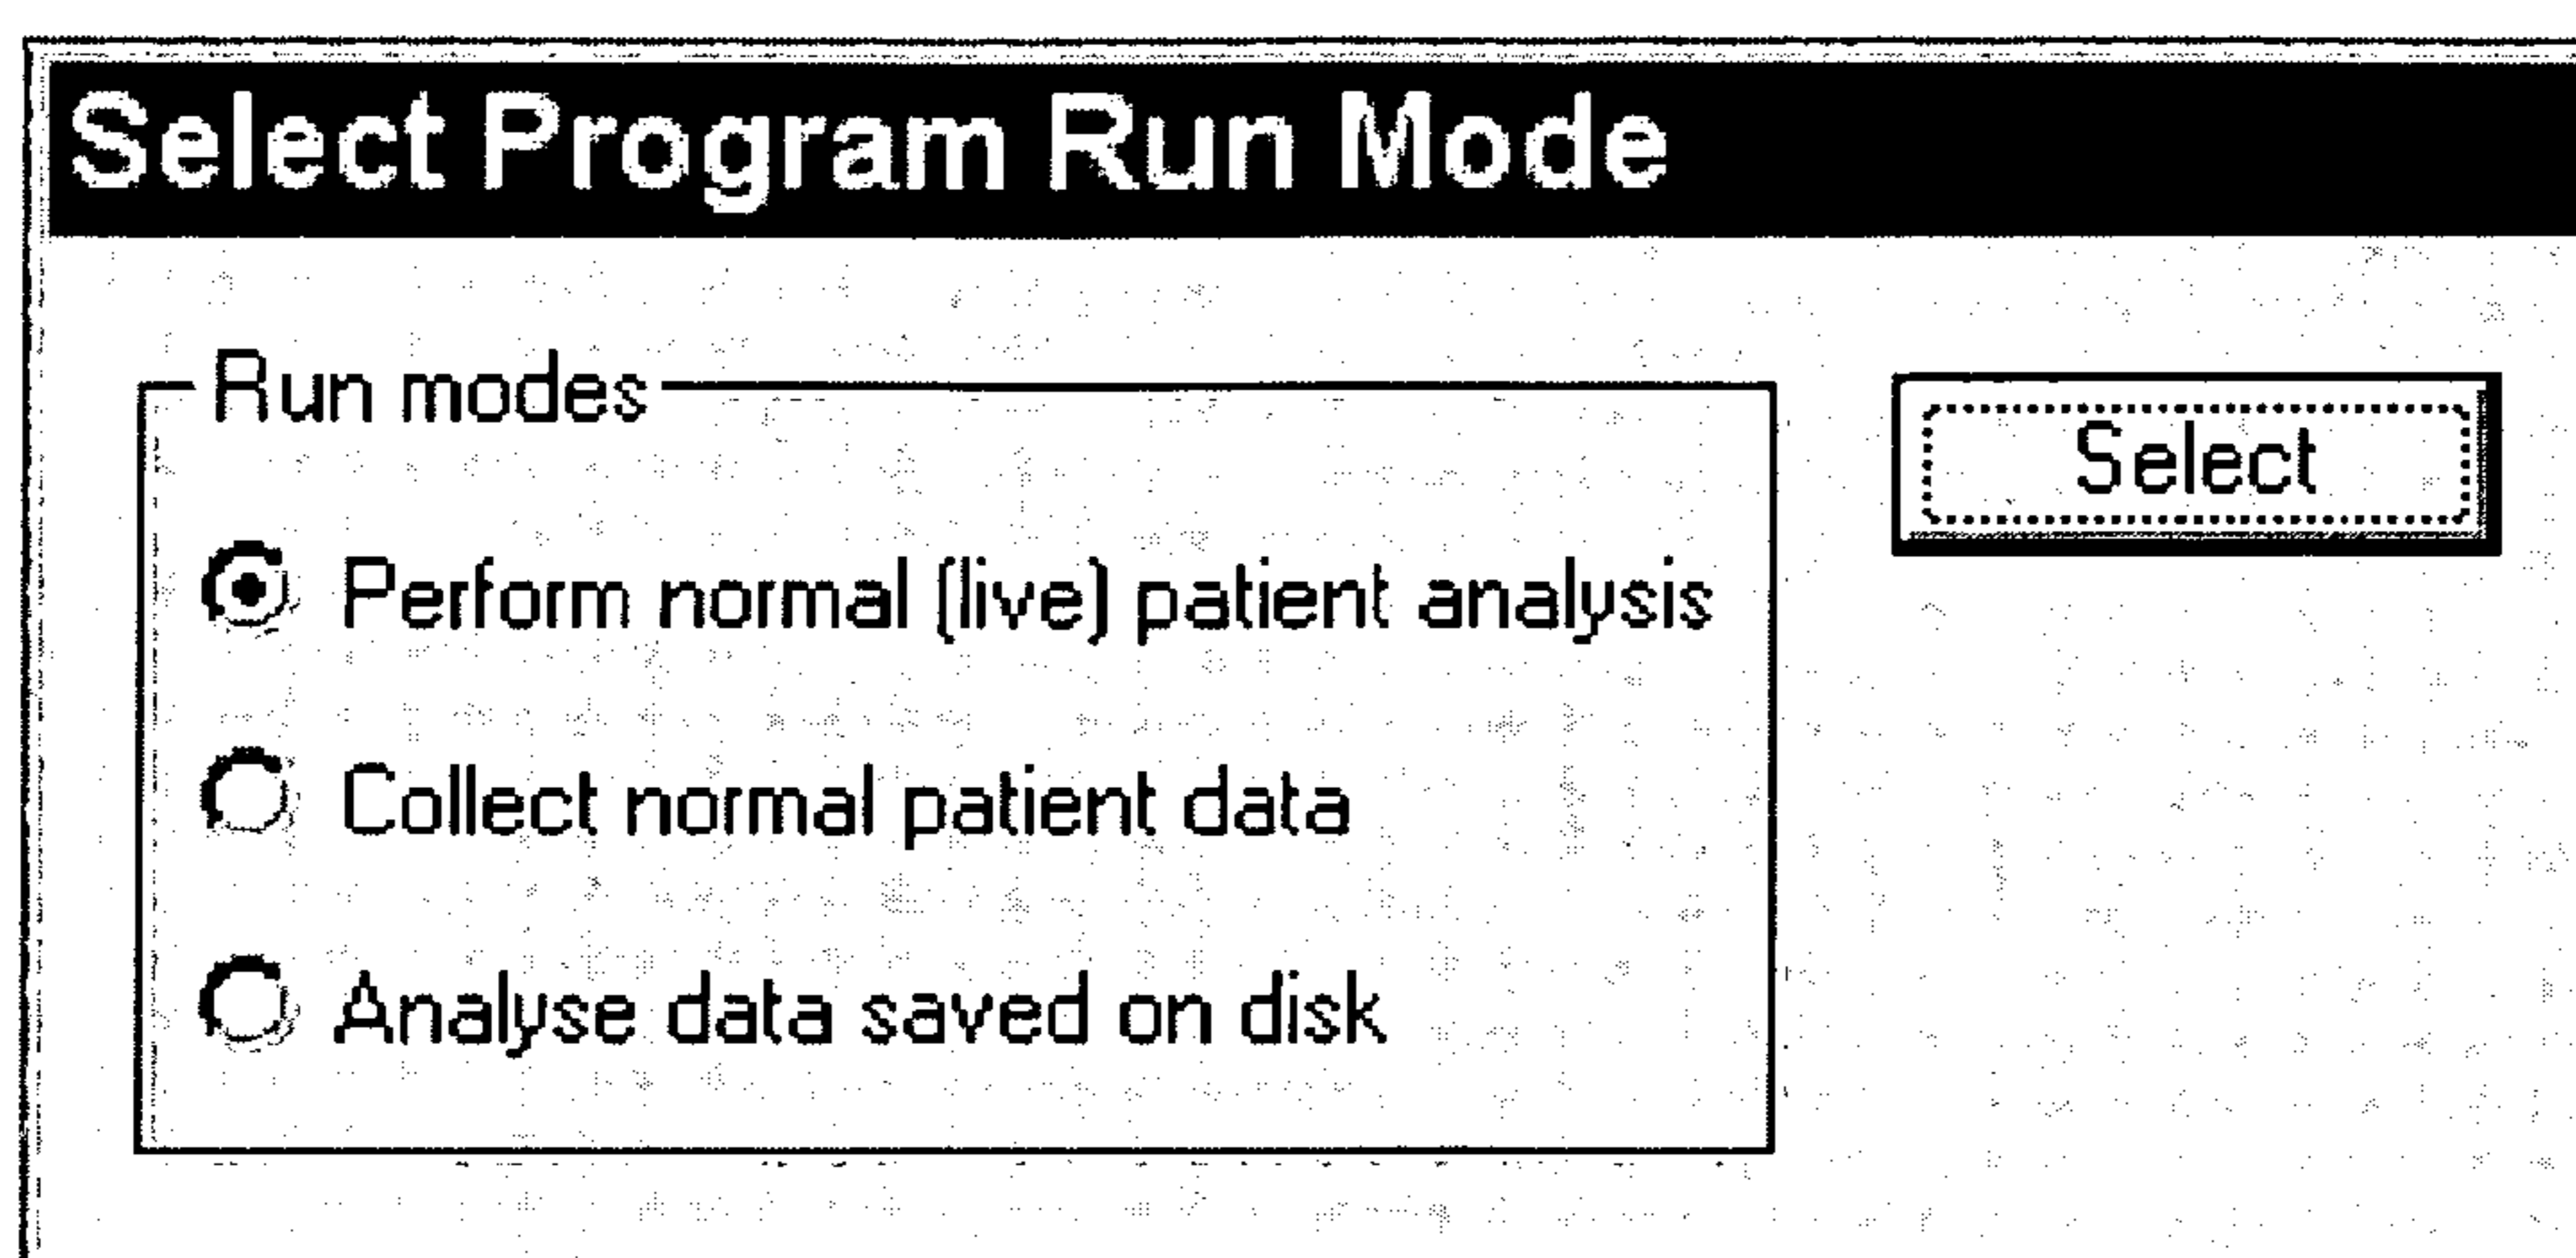 Select Program Run Mode
Run modes
Select
Perform normal (live) patient analysis
Collect normal patient data
Analyse data saved on disk